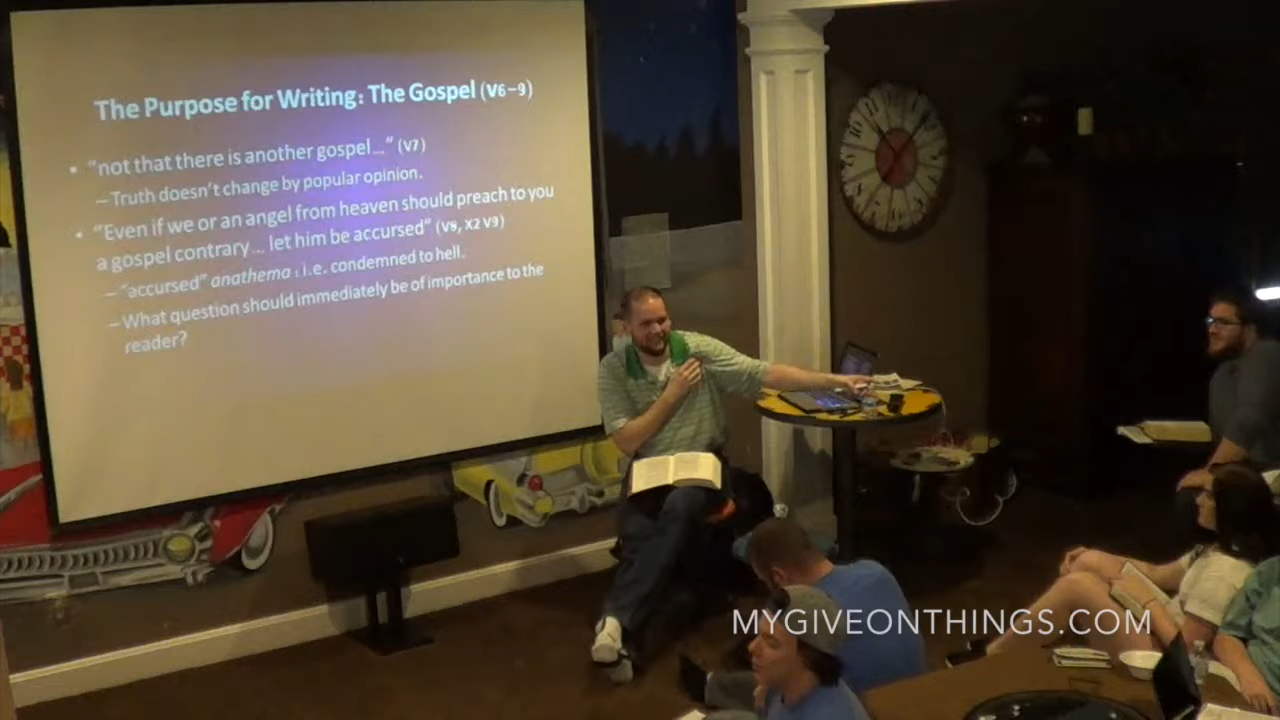 The Purpose for Writing: The Gospel (V6-9)
• “not that there is another gospel…” (V7)
– Truth doesn’t change by popular opinion.
• “Even if we or an angel from heaven should preach to you
a gospel contrary… let him be accursed” (V8, X2 V9)
– “accursed” anathema : i.e. condemned to hell.
– What question should immediately be of importance to the
reader?
MYGIVEONTHINGS.COM